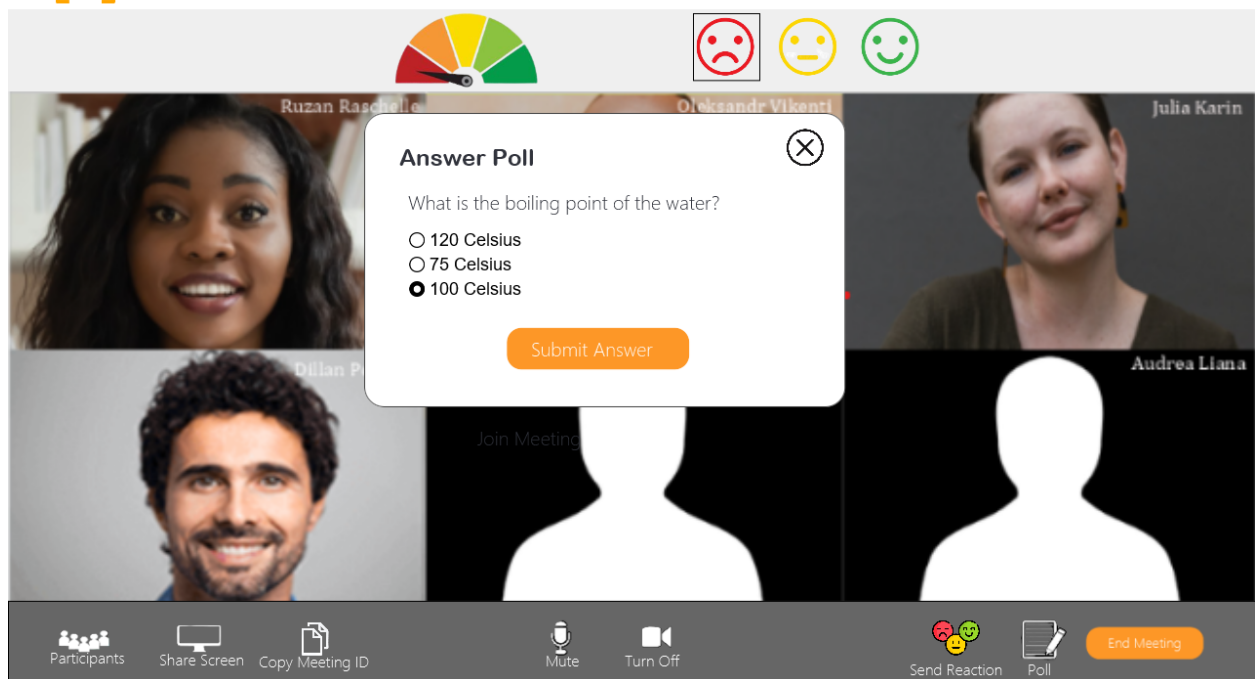 Ruzan Raschelle
Oleksandr Vikenti
Julia Karin
Answer Poll
What is the boiling point of the water?
120 Celsius
75 Celsius
100 Celsius
Submit Answer
Dillan
Audrea Liana
Join Meeting
Participants
Share Screen
Copy Meeting ID
Mute
Turn Off
Send Reaction
Poll
End Meeting